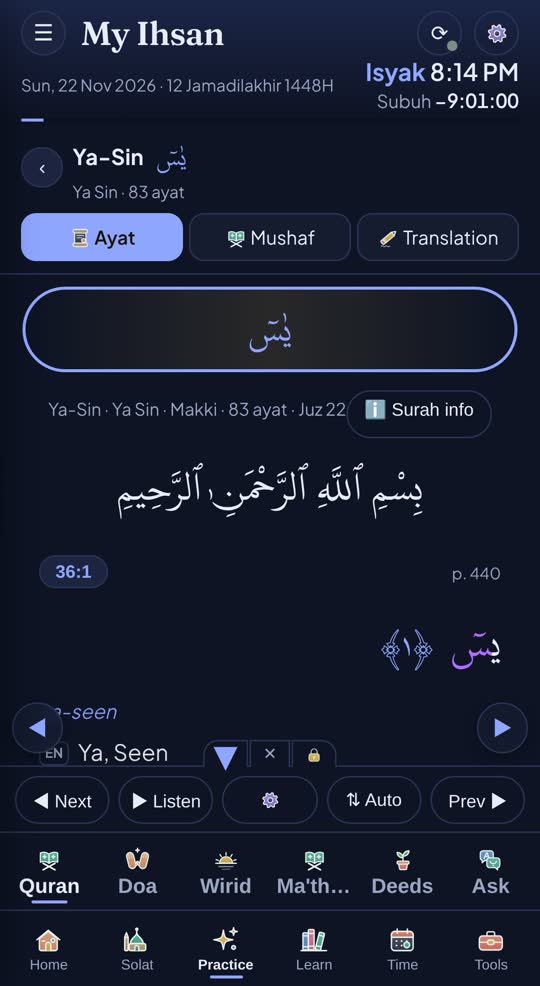 My Ihsan
Sun, 22 Nov 2026 · 12 Jamadilakhir 1448H
Isyak 8:14 PM
Subuh −9:01:00
Ya-Sin يٰسٓ
Ya Sin · 83 ayat
Ayat
Mushaf
Translation
يٰسٓ
Ya-Sin · Ya Sin · Makki · 83 ayat · Juz 22
Surah info
بِسْمِ ٱللَّهِ ٱلرَّحْمَـٰنِ ٱلرَّحِيمِ
36:1
p. 440
يسٓ ﴿١﴾
a-seen
EN Ya, Seen
◀ Next
▶ Listen
⇅ Auto
Prev ▶
Quran
Doa
Wirid
Ma'th...
Deeds
Ask
Home
Solat
Practice
Learn
Time
Tools